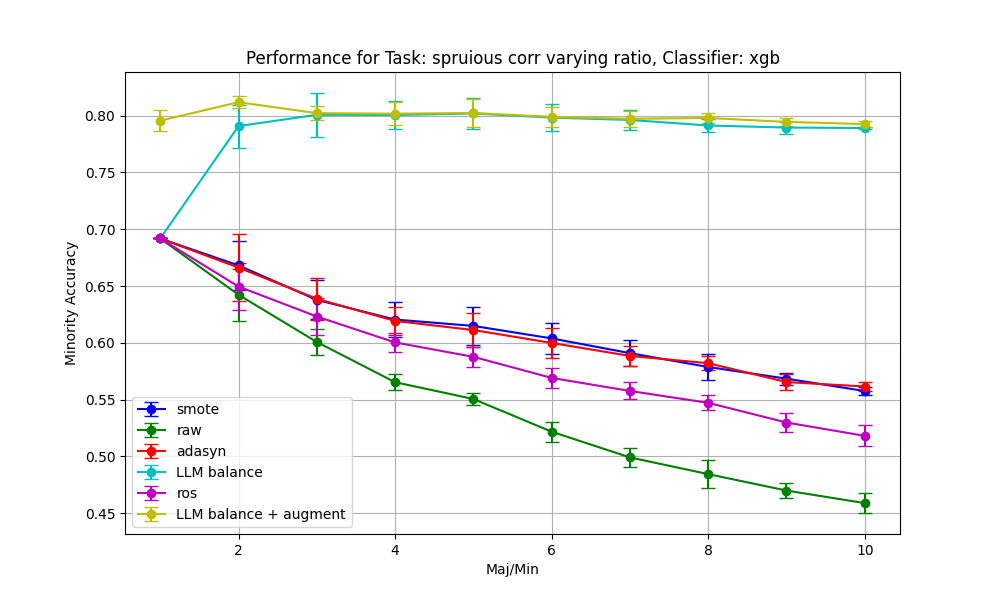 Performance for Task: spruious corr varying ratio, Classifier: xgb
Minority Accuracy
0.80
0.75
0.70
0.65
0.60
0.55
0.50
0.45
smote
raw
adasyn
LLM balance
ros
LLM balance + augment
2 4 6 8 10
Maj/Min